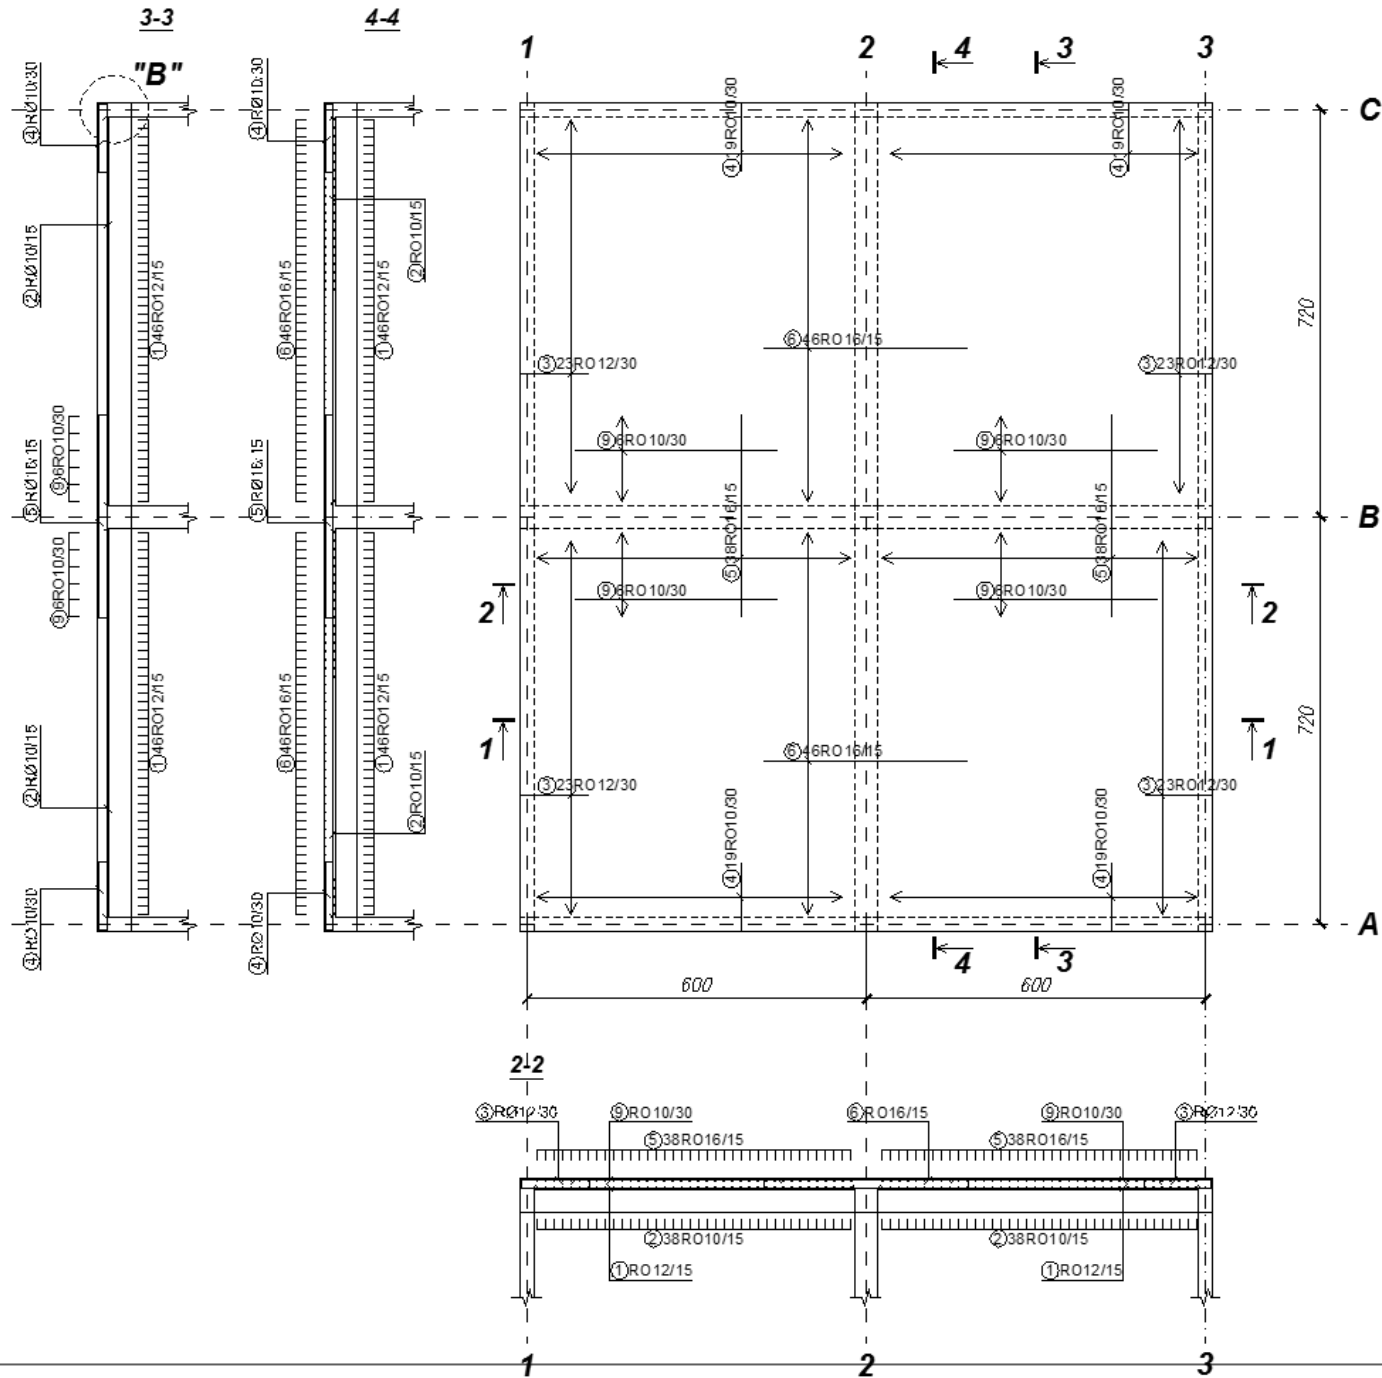 3-3
4-4
"B"
④RØ10/30
②RØ10/15
①46RO12/15
⑨6RO10/30
⑤RØ16/15
⑨6RO10/30
①46RO12/15
②RØ10/15
④RØ10/30
④RØ10/30
②RO10/15
⑥46RO16/15
①46RO12/15
⑤RØ16/15
⑥46RO16/15
①46RO12/15
②RO10/15
④RØ10/30
1
2
4
3
3
C
④19RO10/30
④19RO10/30
720
⑥46RO16/15
③23RO12/30
③23RO12/30
⑨6RO10/30
⑨6RO10/30
⑤38RO16/15
⑤38RO16/15
B
⑨6RO10/30
⑨6RO10/30
2
2
720
1
1
⑥46RO16/15
③23RO12/30
③23RO12/30
④19RO10/30
④19RO10/30
A
4
3
600
600
2-2
③RØ12/30
⑨RO10/30
⑥RO16/15
⑨RO10/30
③RØ12/30
⑤38RO16/15
⑤38RO16/15
②38RO10/15
②38RO10/15
①RO12/15
①RO12/15
1
2
3